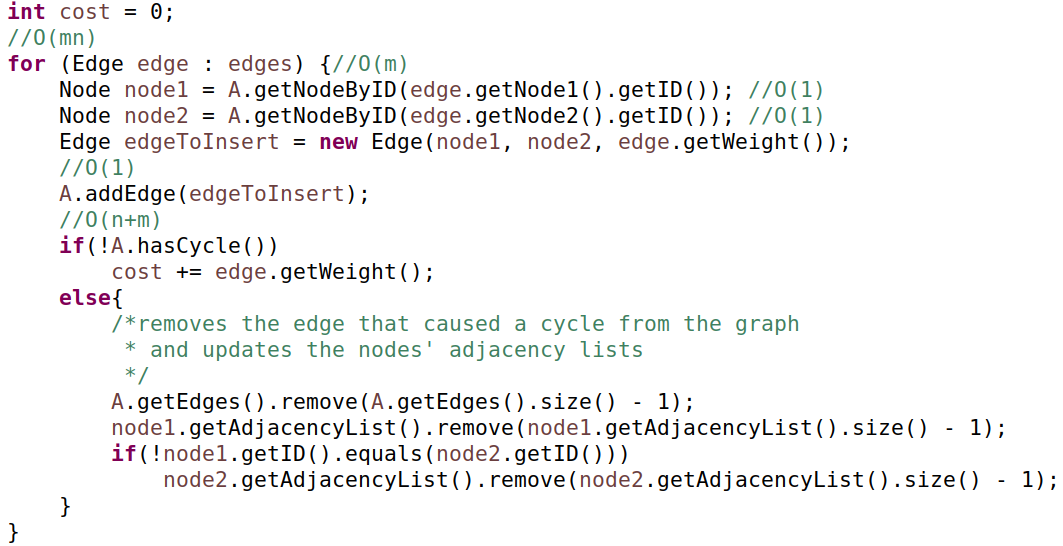 int cost = 0;
//O(mn)
for (Edge edge : edges) {//O(m)
    Node node1 = A.getNodeByID(edge.getNode1().getID()); //O(1)
    Node node2 = A.getNodeByID(edge.getNode2().getID()); //O(1)
    Edge edgeToInsert = new Edge(node1, node2, edge.getWeight());
    //O(1)
    A.addEdge(edgeToInsert);
    //O(n+m)
    if(!A.hasCycle())
        cost += edge.getWeight();
    else{
        /*removes the edge that caused a cycle from the graph
         * and updates the nodes' adjacency lists
         */
        A.getEdges().remove(A.getEdges().size() - 1);
        node1.getAdjacencyList().remove(node1.getAdjacencyList().size() - 1);
        if(!node1.getID().equals(node2.getID()))
            node2.getAdjacencyList().remove(node2.getAdjacencyList().size() - 1);
    }
}